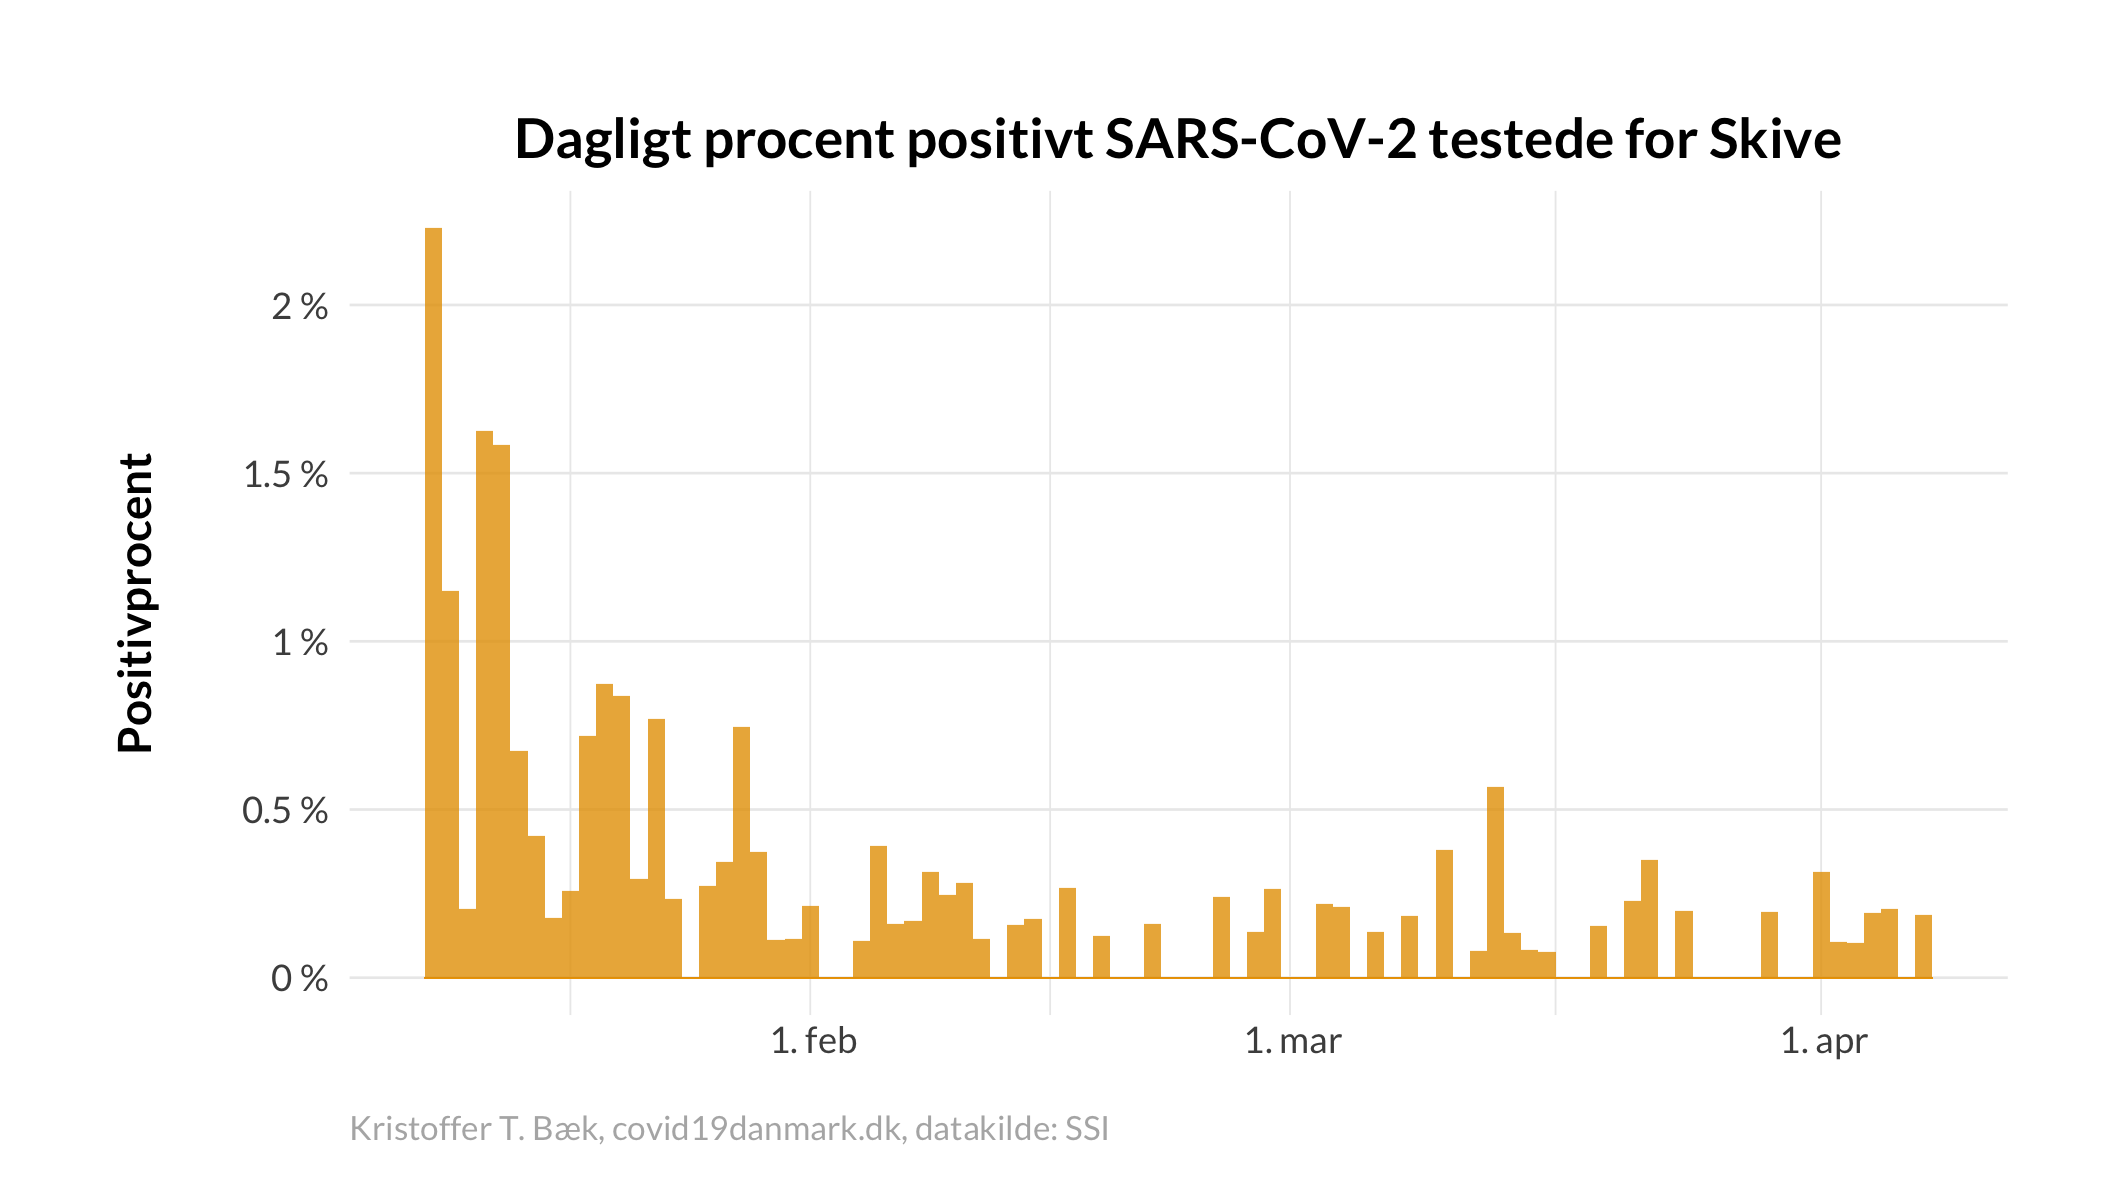 Dagligt procent positivt SARS-CoV-2 testede for Skive
Positivprocent
2 %
1.5 %
1 %
0.5 %
0 %
1. feb
1. mar
1. apr
Kristoffer T. Bæk, covid19danmark.dk, datakilde: SSI